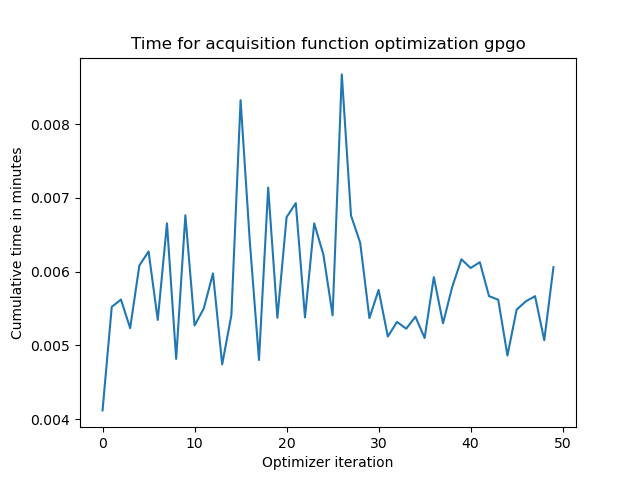 Time for acquisition function optimization gpgo
Cumulative time in minutes
0.008
0.007
0.006
0.005
0.004
0 10 20 30 40 50
Optimizer iteration